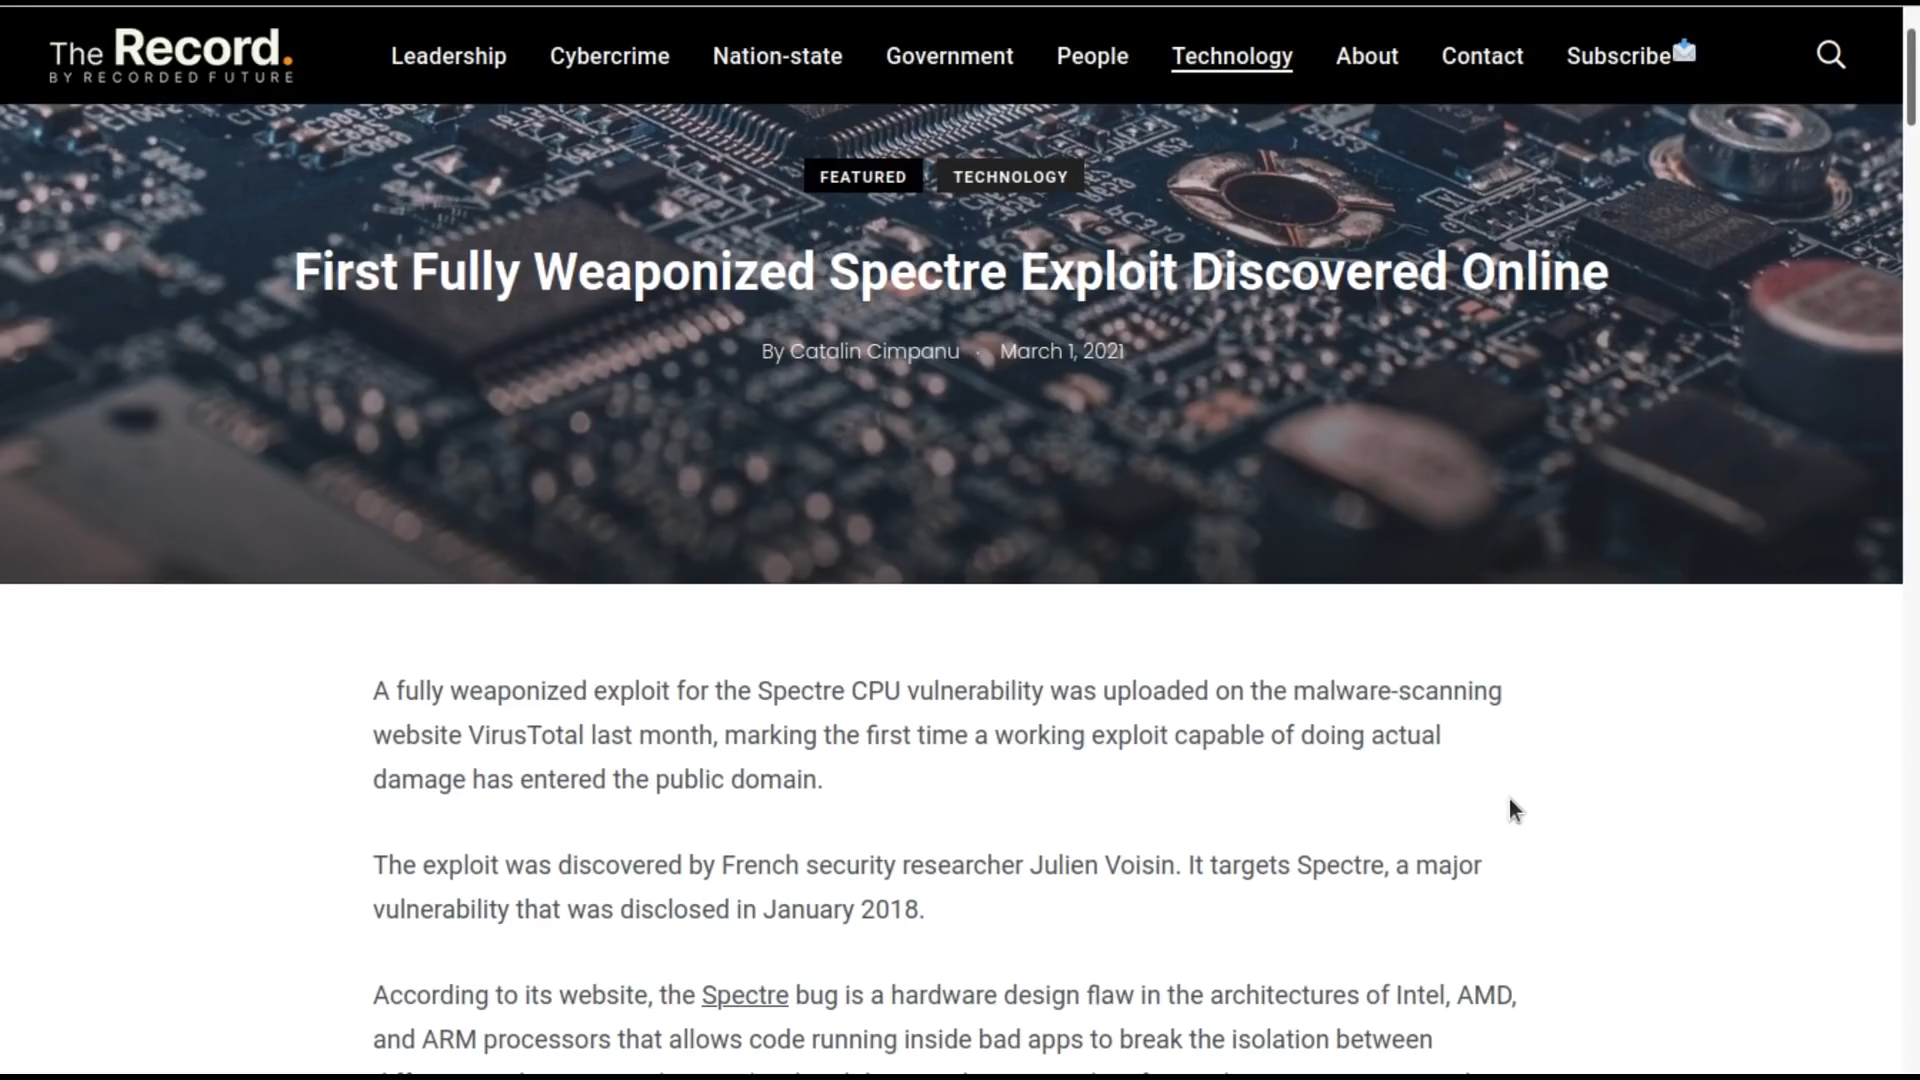 The Record.
BY RECORDED FUTURE
Leadership Cybercrime Nation-state Government People Technology About Contact Subscribe
FEATURED TECHNOLOGY
First Fully Weaponized Spectre Exploit Discovered Online
By Catalin Cimpanu · March 1, 2021
A fully weaponized exploit for the Spectre CPU vulnerability was uploaded on the malware-scanning
website VirusTotal last month, marking the first time a working exploit capable of doing actual
damage has entered the public domain.
The exploit was discovered by French security researcher Julien Voisin. It targets Spectre, a major
vulnerability that was disclosed in January 2018.
According to its website, the Spectre bug is a hardware design flaw in the architectures of Intel, AMD,
and ARM processors that allows code running inside bad apps to break the isolation between